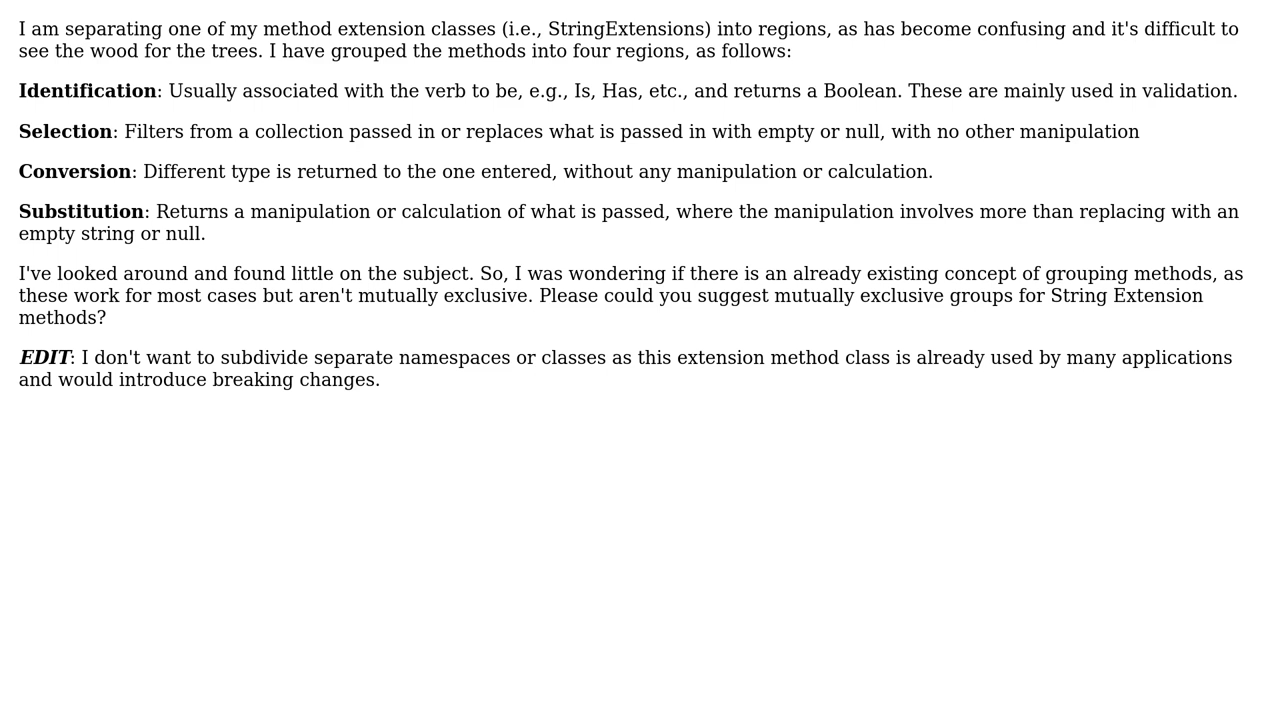 I am separating one of my method extension classes (i.e., StringExtensions) into regions, as has become confusing and it's difficult to
see the wood for the trees. I have grouped the methods into four regions, as follows:
Identification: Usually associated with the verb to be, e.g., Is, Has, etc., and returns a Boolean. These are mainly used in validation.
Selection: Filters from a collection passed in or replaces what is passed in with empty or null, with no other manipulation
Conversion: Different type is returned to the one entered, without any manipulation or calculation.
Substitution: Returns a manipulation or calculation of what is passed, where the manipulation involves more than replacing with an
empty string or null.
I've looked around and found little on the subject. So, I was wondering if there is an already existing concept of grouping methods, as
these work for most cases but aren't mutually exclusive. Please could you suggest mutually exclusive groups for String Extension
methods?
EDIT: I don't want to subdivide separate namespaces or classes as this extension method class is already used by many applications
and would introduce breaking changes.